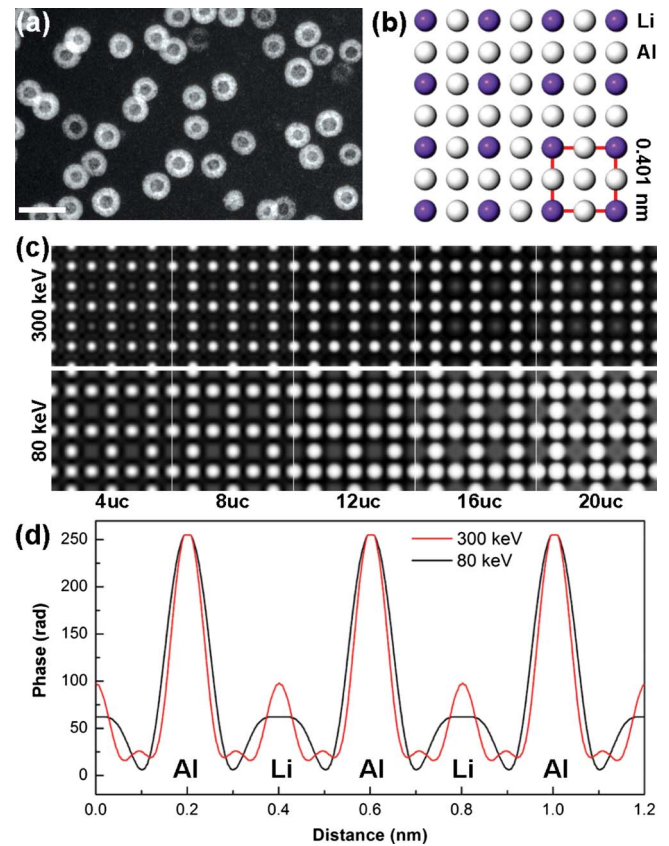 (a)
(b)
Li
Al
0.401 nm
(c)
300 keV
80 keV
4uc 8uc 12uc 16uc 20uc
(d)
250
200
150
100
50
0
Phase (rad)
300 keV
80 keV
Al Li Al Li Al
0.0 0.2 0.4 0.6 0.8 1.0 1.2
Distance (nm)